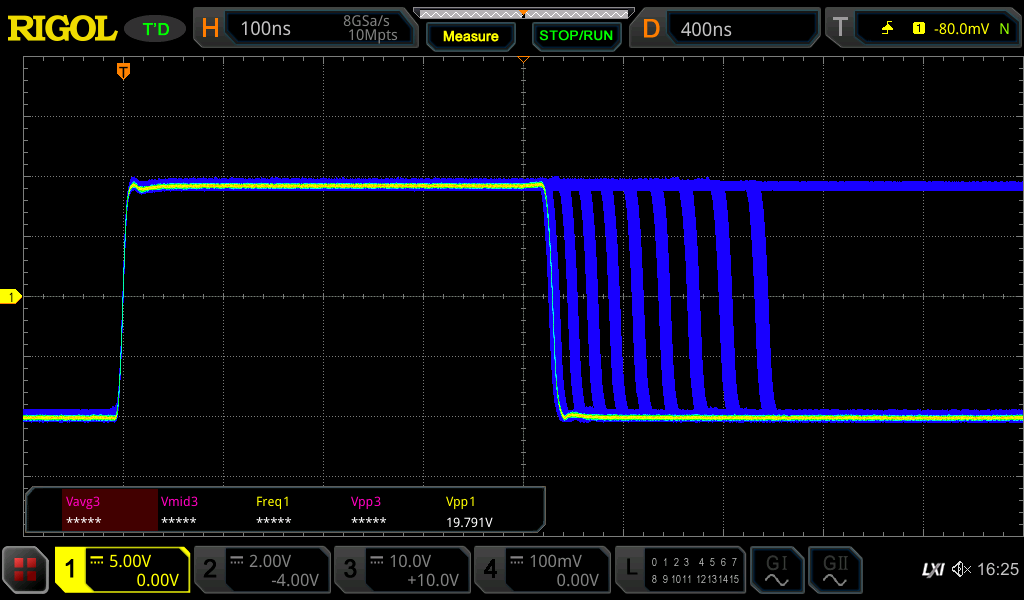 RIGOL T'D H 100ns 8GSa/s 10Mpts Measure STOP/RUN D 400ns T 1 -80.0mV N
T
1
Vavg3 Vmid3 Freq1 Vpp3 Vpp1
***** ***** ***** ***** 19.791V
1 5.00V 2 2.00V 3 10.0V 4 100mV L 0 1 2 3 4 5 6 7 GI GII
0.00V -4.00V +10.0V 0.00V 8 9 10 11 12 13 14 15 LXI 16:25